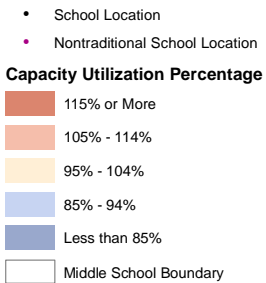 School Location
Nontraditional School Location
Capacity Utilization Percentage
115% or More
105% - 114%
95% - 104%
85% - 94%
Less than 85%
Middle School Boundary